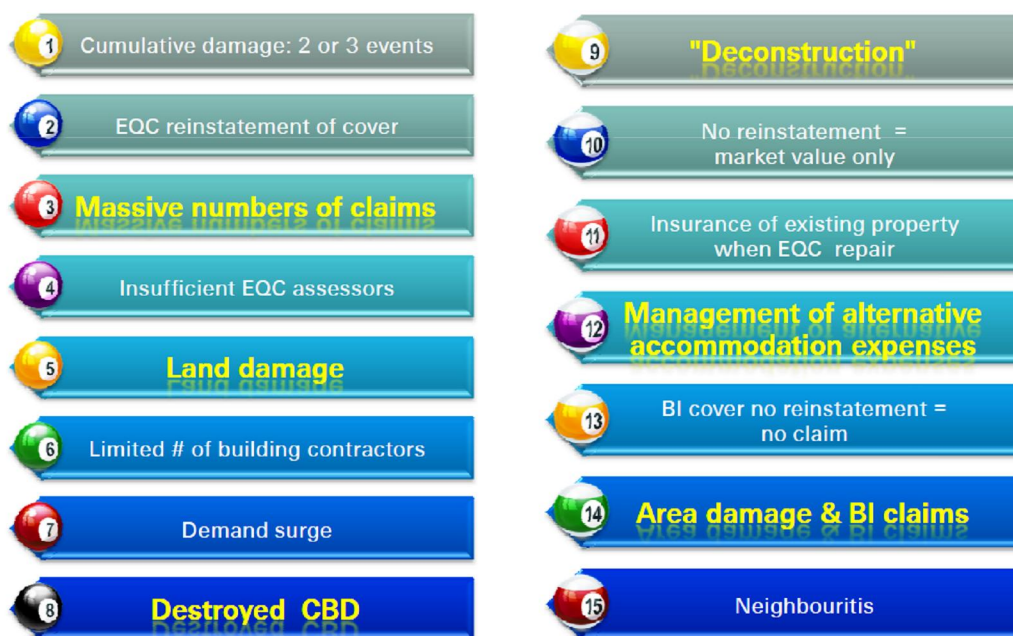 1
Cumulative damage: 2 or 3 events
2
EQC reinstatement of cover
3
Massive numbers of claims
4
Insufficient EQC assessors
5
Land damage
6
Limited # of building contractors
7
Demand surge
8
Destroyed CBD
9
"Deconstruction"
10
No reinstatement =
market value only
11
Insurance of existing property
when EQC repair
12
Management of alternative
accommodation expenses
13
BI cover no reinstatement =
no claim
14
Area damage & BI claims
15
Neighbouritis